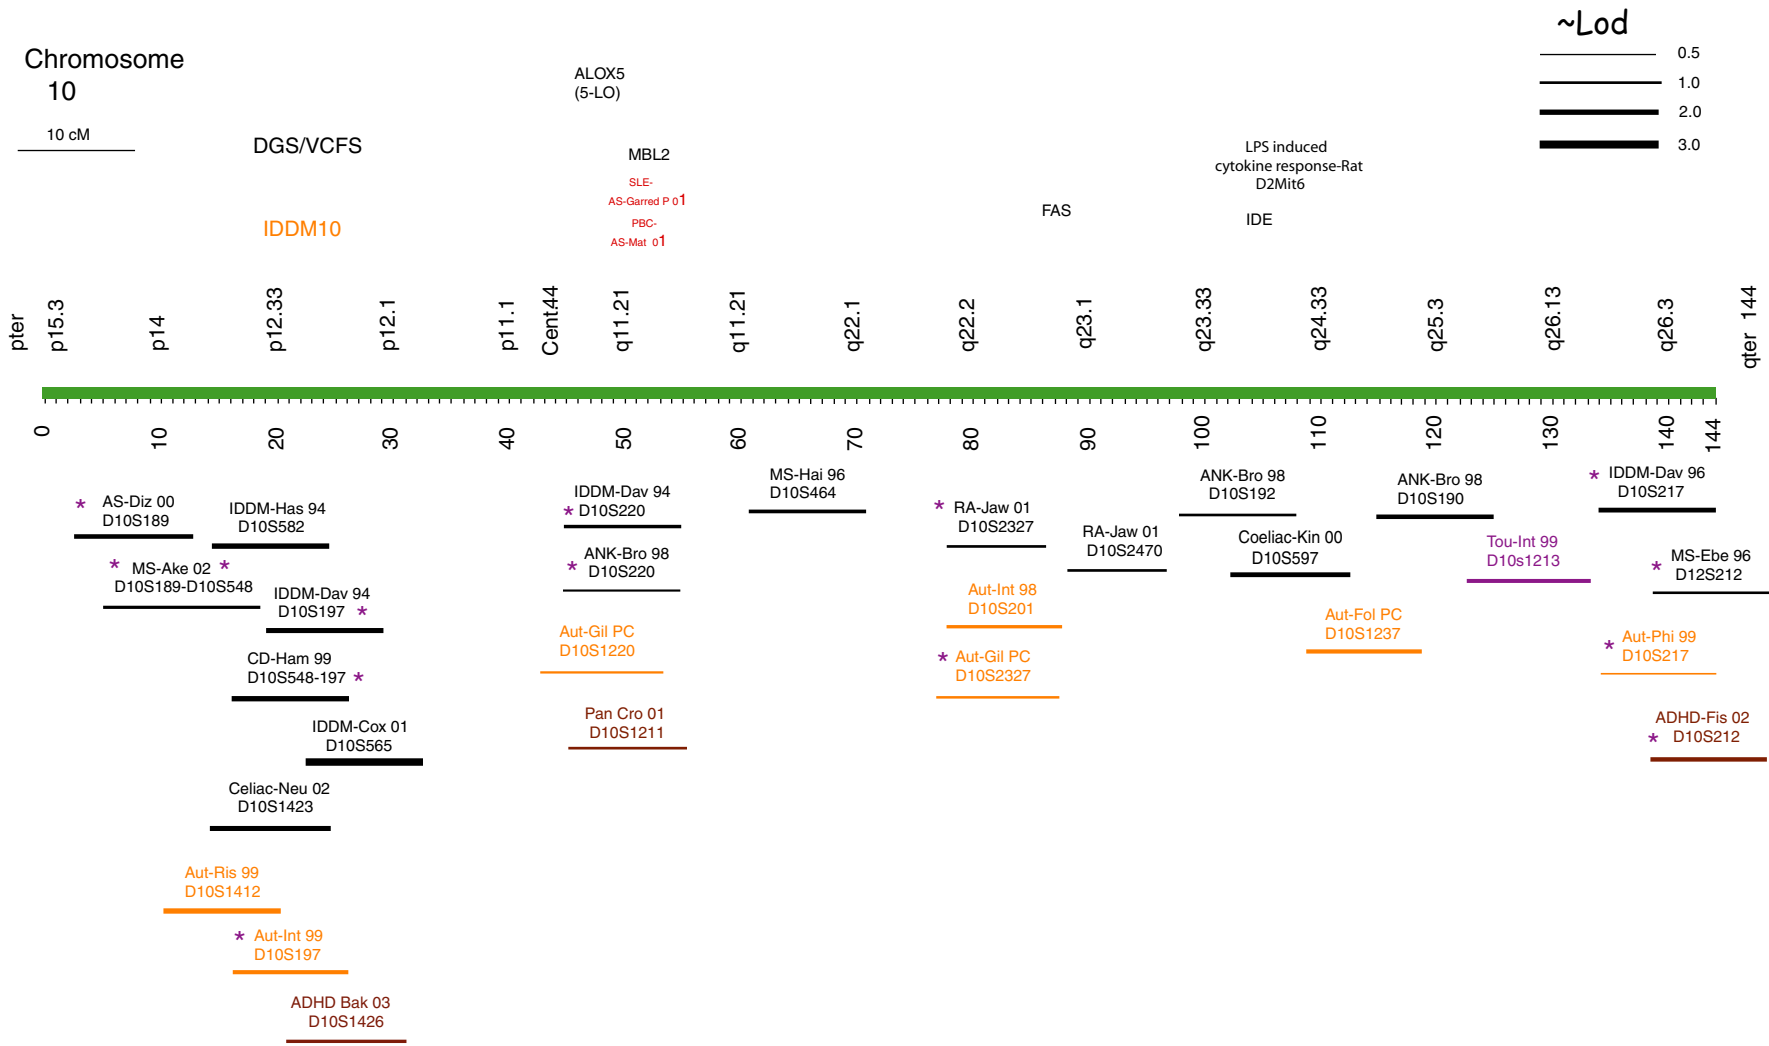 Chromosome
10
10 cM
DGS/VCFS
IDDM10
ALOX5
(5-LO)
MBL2
SLE-
AS-Garred P 01
PBC-
AS-Mat 01
FAS
LPS induced
cytokine response-Rat
D2Mit6
IDE
~Lod
0.5
1.0
2.0
3.0
pter
p15.3
p14
p12.33
p12.1
p11.1
Cent.44
q11.21
q11.21
q22.1
q22.2
q23.1
q23.33
q24.33
q25.3
q26.13
q26.3
qter 144
0
10
20
30
40
50
60
70
80
90
100
110
120
130
140
144
* AS-Diz 00
D10S189
* MS-Ake 02 *
D10S189-D10S548
IDDM-Has 94
D10S582
IDDM-Dav 94
D10S197 *
CD-Ham 99
D10S548-197 *
IDDM-Cox 01
D10S565
Celiac-Neu 02
D10S1423
Aut-Ris 99
D10S1412
* Aut-Int 99
D10S197
ADHD Bak 03
D10S1426
IDDM-Dav 94
* D10S220
ANK-Bro 98
* D10S220
Aut-Gil PC
D10S1220
Pan Cro 01
D10S1211
MS-Hai 96
D10S464
* RA-Jaw 01
D10S2327
Aut-Int 98
D10S201
* Aut-Gil PC
D10S2327
RA-Jaw 01
D10S2470
ANK-Bro 98
D10S192
Coeliac-Kin 00
D10S597
Aut-Fol PC
D10S1237
ANK-Bro 98
D10S190
Tou-Int 99
D10s1213
* IDDM-Dav 96
D10S217
MS-Ebe 96
* D12S212
* Aut-Phi 99
D10S217
ADHD-Fis 02
* D10S212